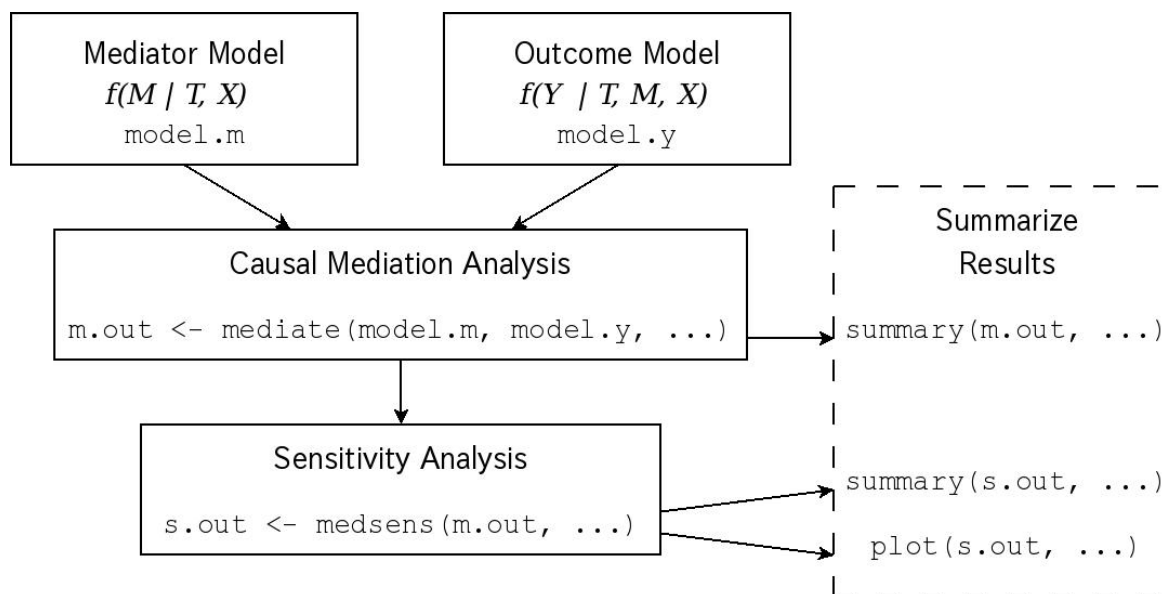 Mediator Model
f(M | T, X)
model.m
Outcome Model
f(Y | T, M, X)
model.y
Causal Mediation Analysis
m.out <- mediate(model.m, model.y, ...)
Sensitivity Analysis
s.out <- medsens(m.out, ...)
Summarize
Results
summary(m.out, ...)
summary(s.out, ...)
plot(s.out, ...)